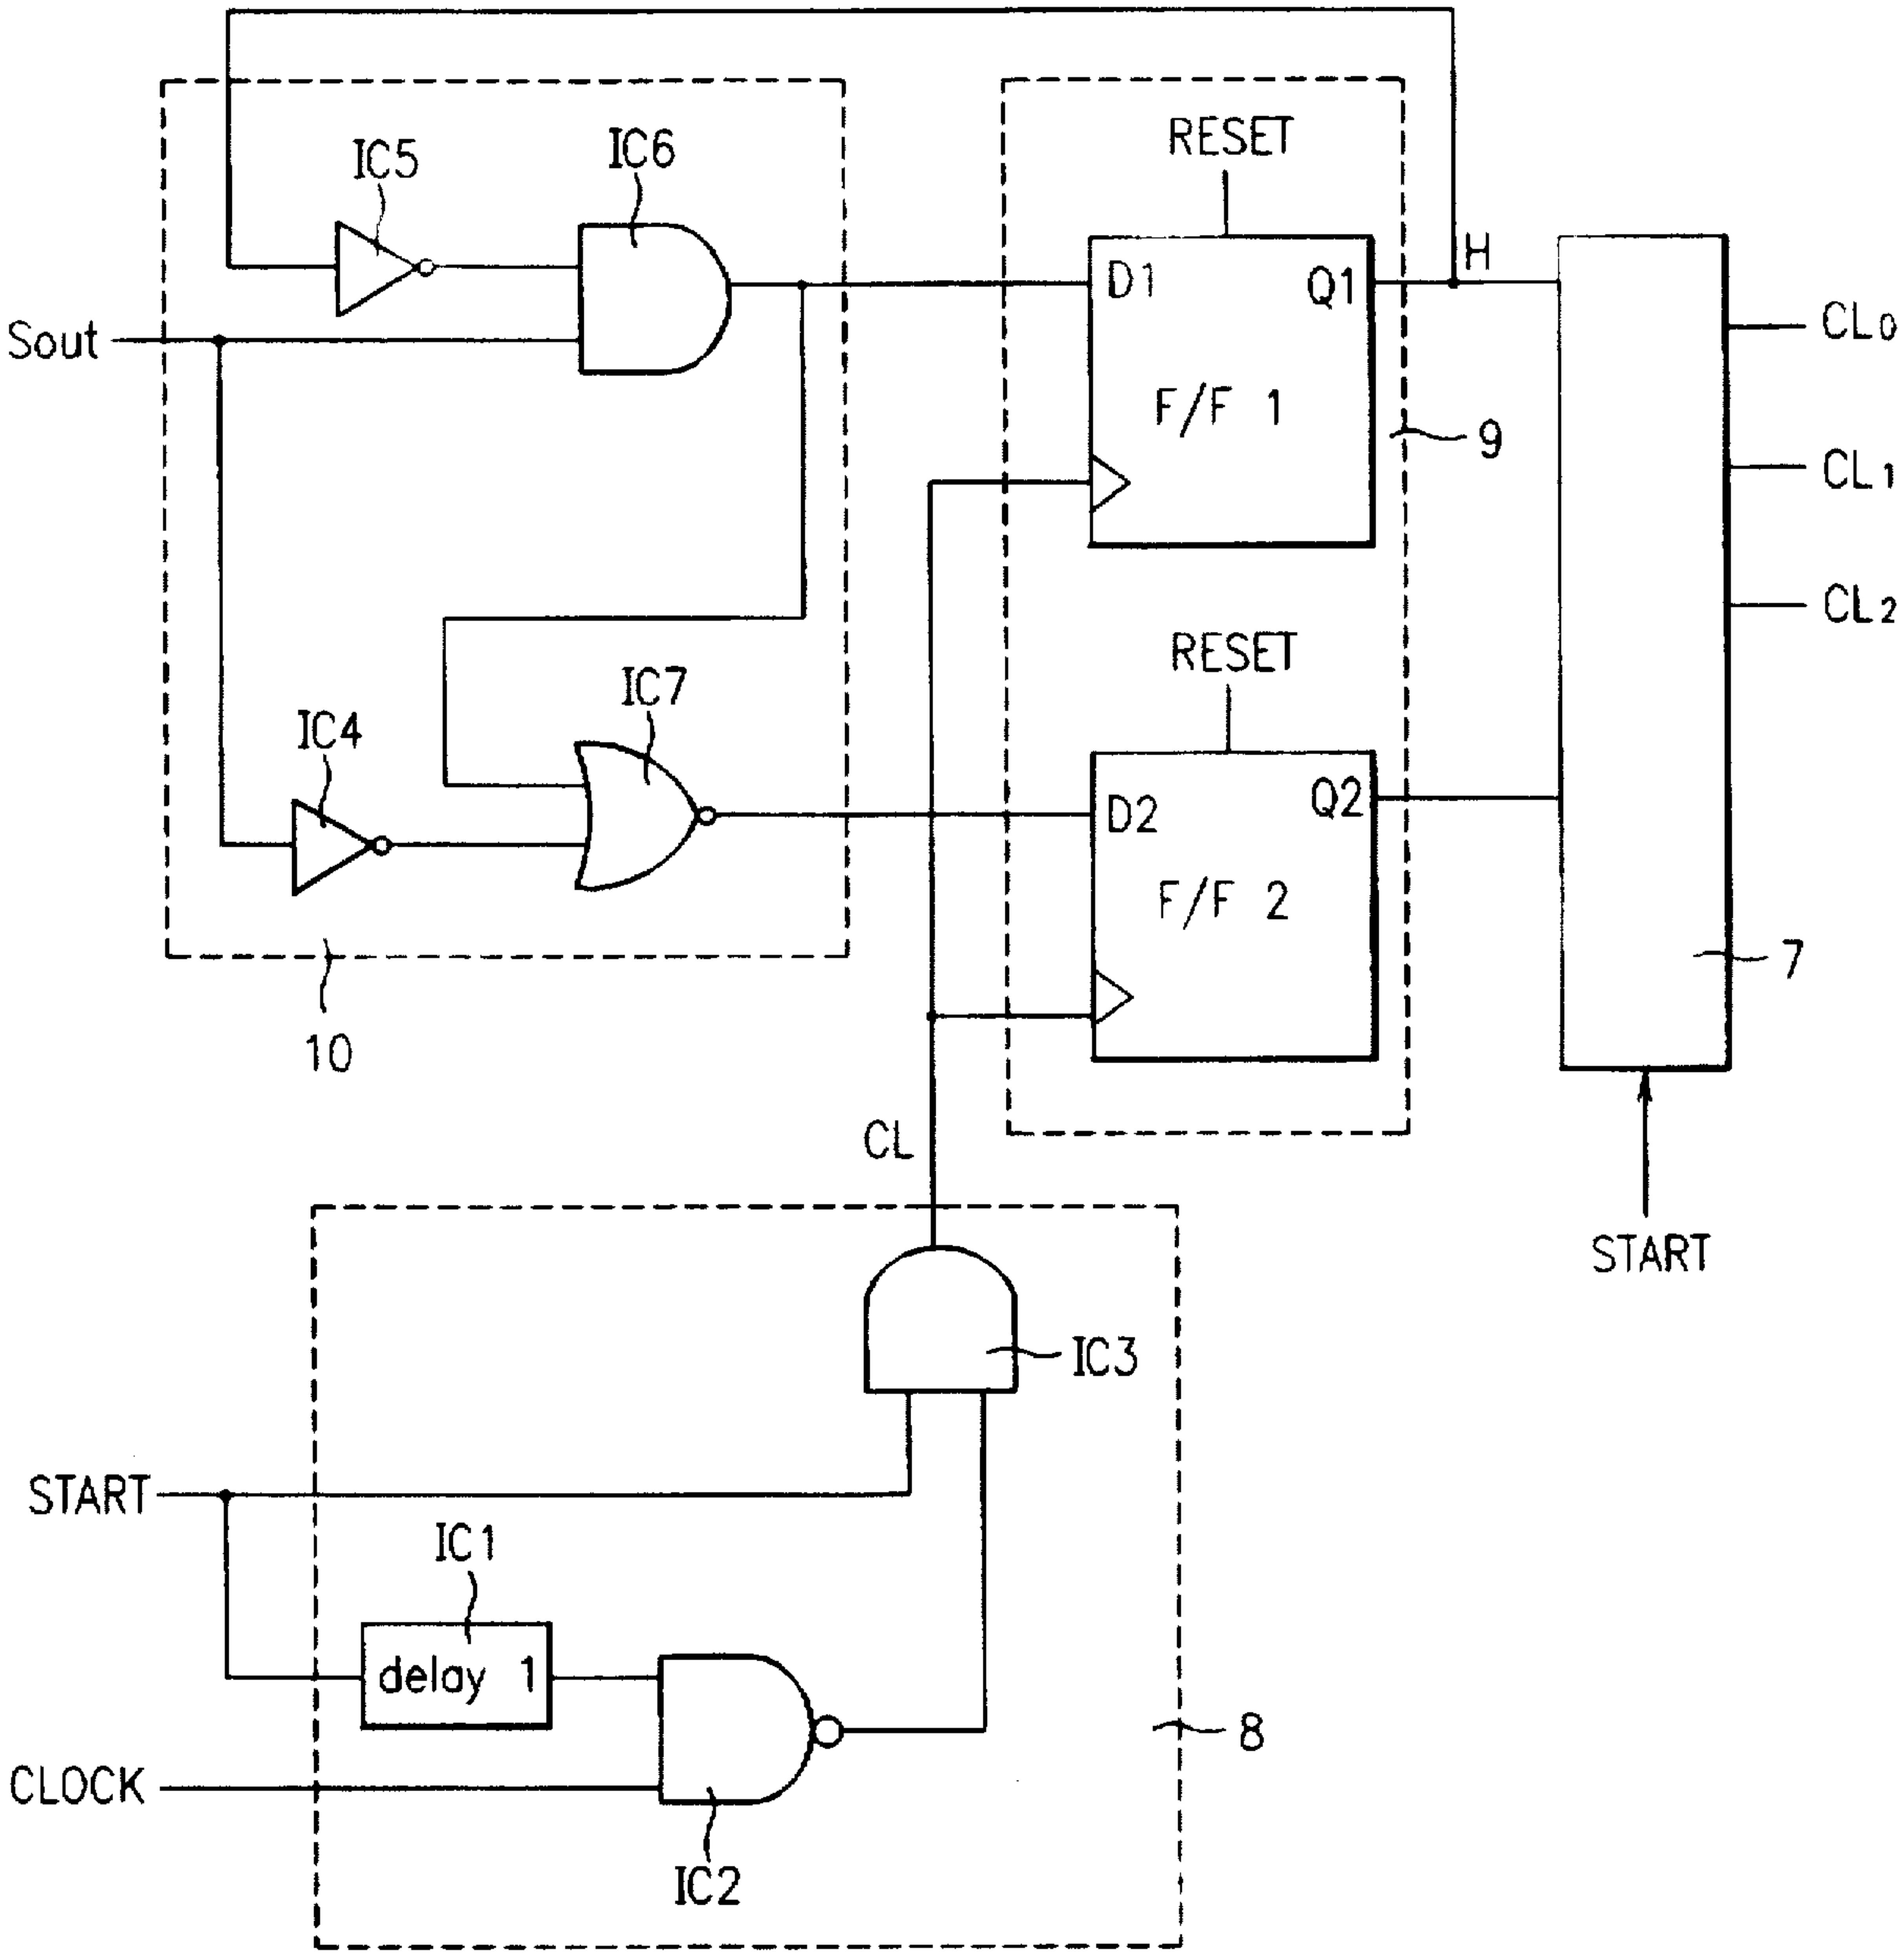 RESET
IC5
IC6
H
D1
Q1
Sout
F/F 1
9
CL0
CL1
CL2
RESET
IC7
IC4
D2
Q2
F/F 2
7
10
CL
START
IC3
START
IC1
delay 1
8
CLOCK
IC2